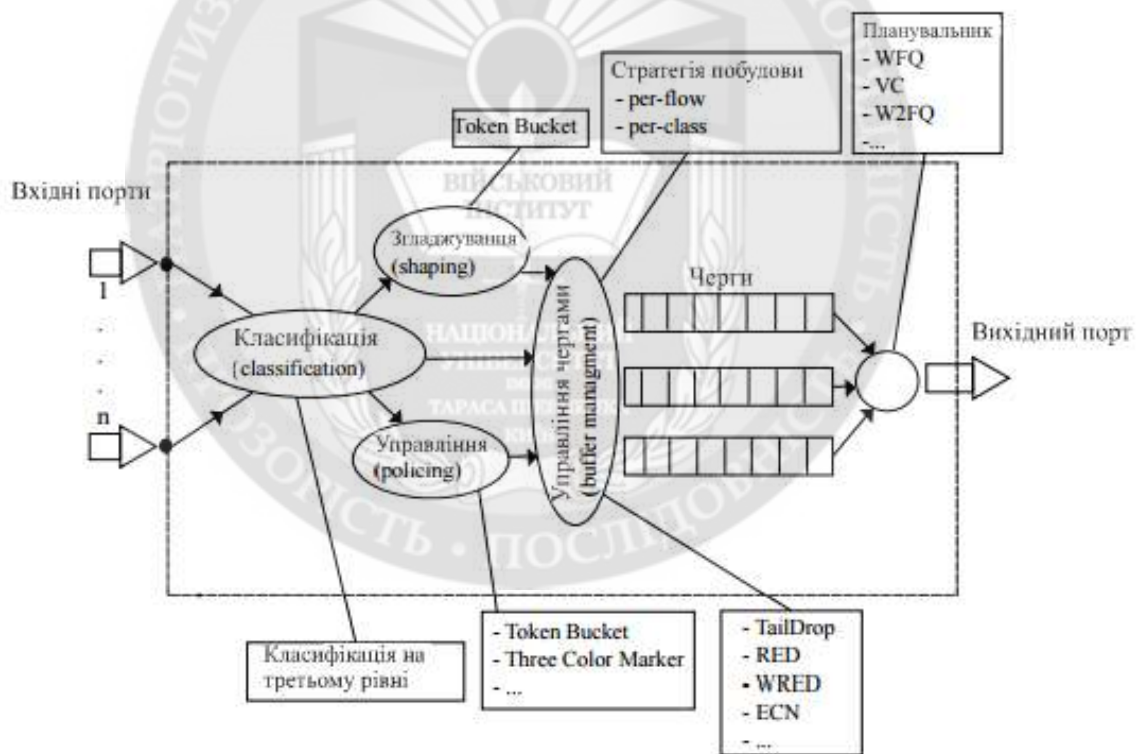 Планувальник
- WFQ
- VC
- W2FQ
-...
Стратегія побудови
- per-flow
- per-class
Token Bucket
Вхідні порти
1
.
.
.
n
Згладжування
(shaping)
Класифікація
(classification)
Управління
(policing)
Управління чергами
(buffer managment)
Черги
Вихідний порт
Класифікація на
третьому рівні
- Token Bucket
- Three Color Marker
- ...
- TailDrop
- RED
- WRED
- ECN
- ...
ВІЙСЬКОВИЙ
ІНСТИТУТ
НАЦІОНАЛЬНИЙ